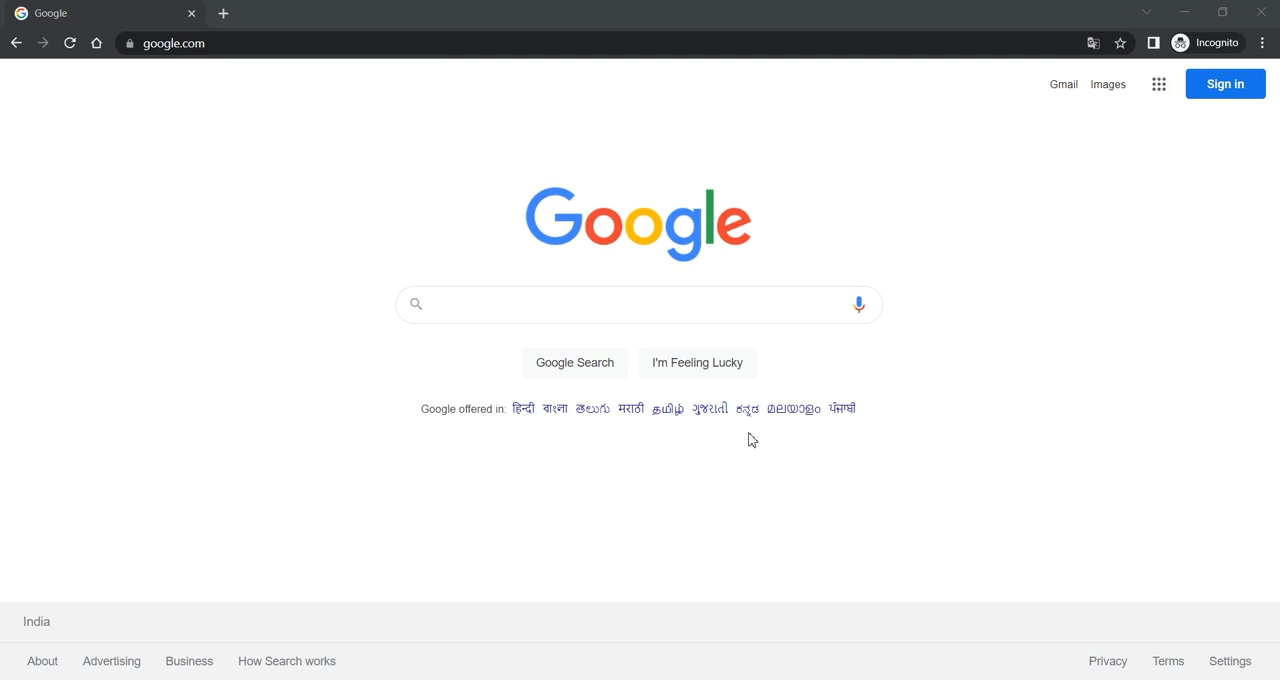 Google
google.com
Incognito
Gmail Images
Sign in
Google
Google Search I'm Feeling Lucky
Google offered in: हिन्दी বাংলা తెలుగు मराठी தமிழ் ગુજરાતી ಕನ್ನಡ മലയാളം ਪੰਜਾਬੀ
India
About Advertising Business How Search works
Privacy Terms Settings